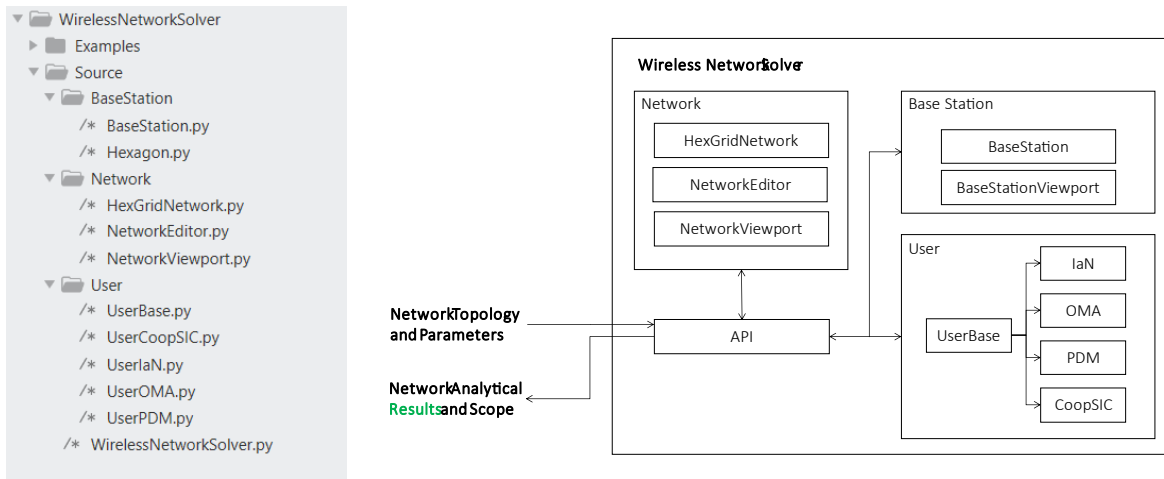 WirelessNetworkSolver
Examples
Source
BaseStation
/* BaseStation.py
/* Hexagon.py
Network
/* HexGridNetwork.py
/* NetworkEditor.py
/* NetworkViewport.py
User
/* UserBase.py
/* UserCoopSIC.py
/* UserIaN.py
/* UserOMA.py
/* UserPDM.py
/* WirelessNetworkSolver.py
Wireless NetworkSolver
Network
HexGridNetwork
NetworkEditor
NetworkViewport
Base Station
BaseStation
BaseStationViewport
User
UserBase
IaN
OMA
PDM
CoopSIC
API
NetworkTopology
and Parameters
NetworkAnalytical
Results and Scope